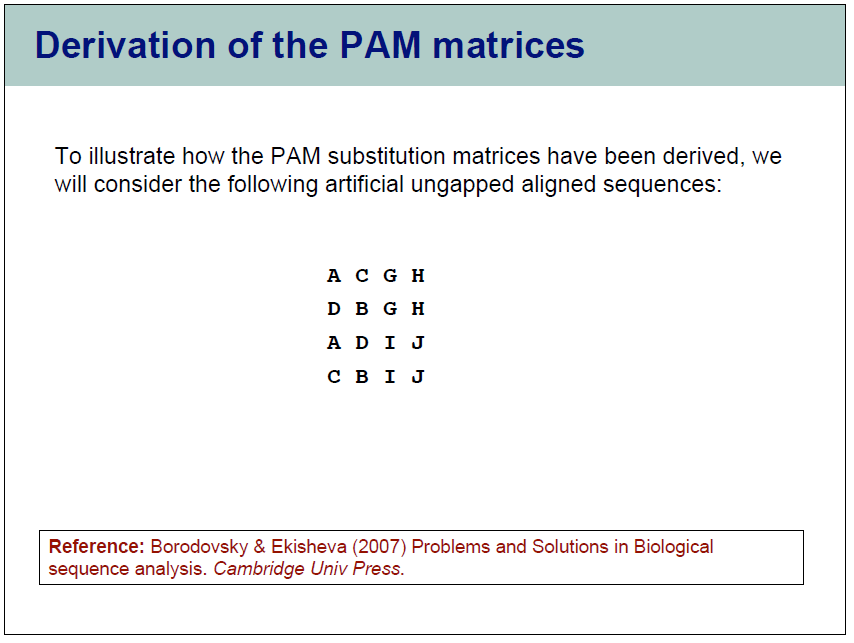 Derivation of the PAM matrices
To illustrate how the PAM substitution matrices have been derived, we
will consider the following artificial ungapped aligned sequences:
A C G H
D B G H
A D I J
C B I J
Reference: Borodovsky & Ekisheva (2007) Problems and Solutions in Biological
sequence analysis. Cambridge Univ Press.